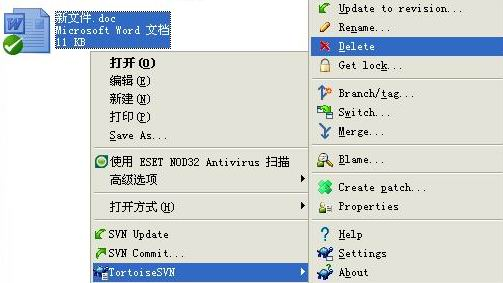 新文件.doc
Microsoft Word 文档
11 KB
打开(O)
编辑(E)
新建(N)
打印(P)
Save As...
使用 ESET NOD32 Antivirus 扫描
高级选项
打开方式(H)
SVN Update
SVN Commit...
TortoiseSVN
Update to revision...
Rename...
Delete
Get lock...
Branch/tag...
Switch...
Merge...
Blame...
Create patch...
Properties
Help
Settings
About